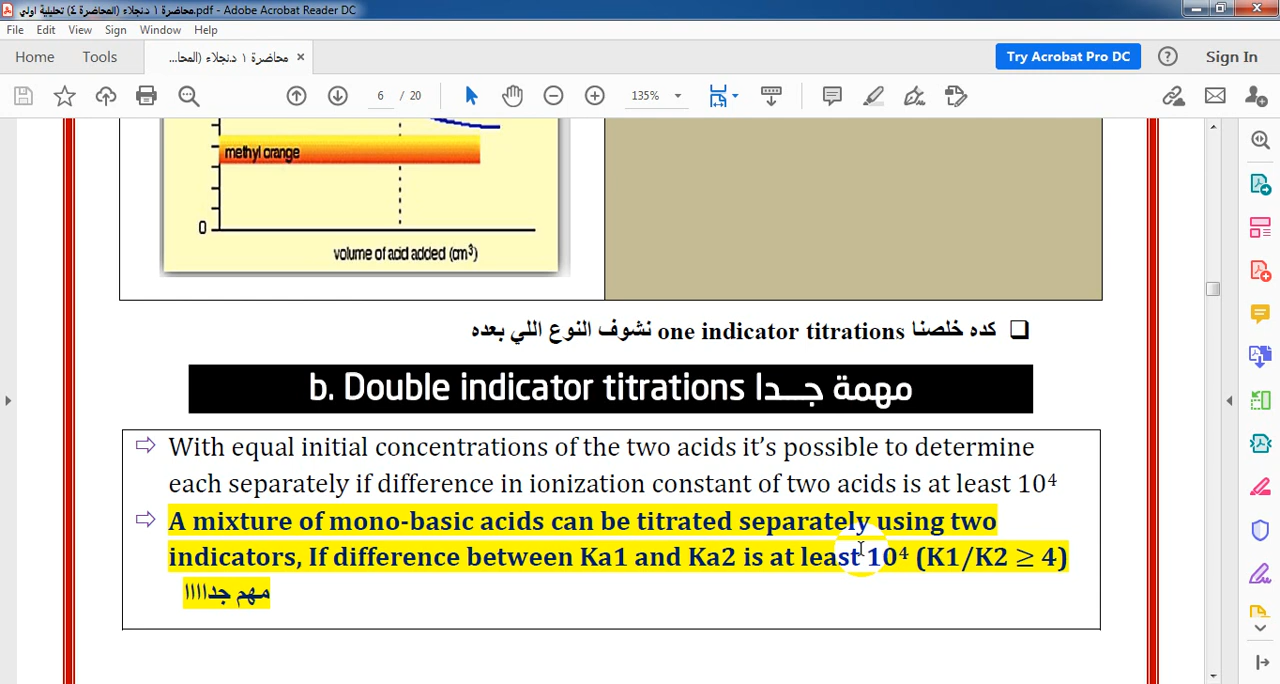 محاضرة ١ د.نجلاء (المحاضرة ٤) تحليلية اولي.pdf - Adobe Acrobat Reader DC
File Edit View Sign Window Help
Home Tools محاضرة ١ د.نجلاء (المحا... × Try Acrobat Pro DC ? Sign In
6 / 20 135%
methyl orange
0
volume of acid added (cm³)
كده خلصنا one indicator titrations نشوف النوع اللي بعده
b. Double indicator titrations مهمة جـــدا
⇨ With equal initial concentrations of the two acids it’s possible to determine
each separately if difference in ionization constant of two acids is at least 10⁴
⇨ A mixture of mono-basic acids can be titrated separately using two
indicators, If difference between Ka1 and Ka2 is at least 10⁴ (K1/K2 ≥ 4)
مهم جداااا